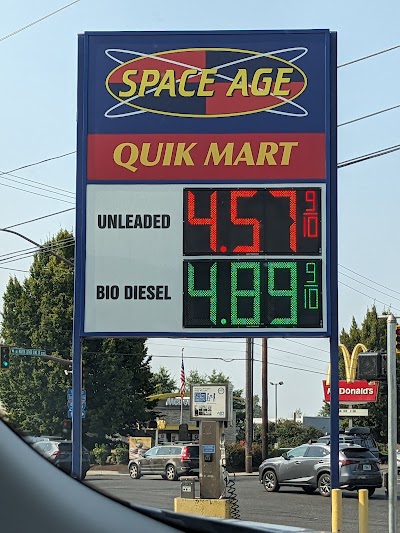 SPACE AGE
QUIK MART
UNLEADED 4.57 9/10
BIO DIESEL 4.89 9/10
McDonald's